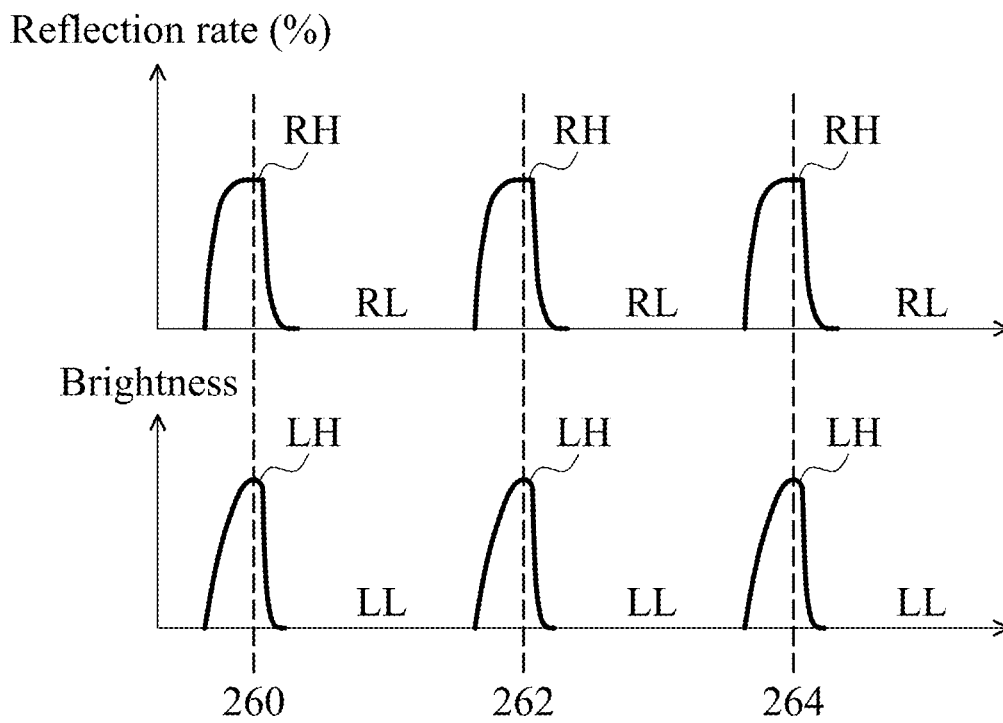 Reflection rate (%)
RH RH RH
RL RL RL
Brightness
LH LH LH
LL LL LL
260 262 264